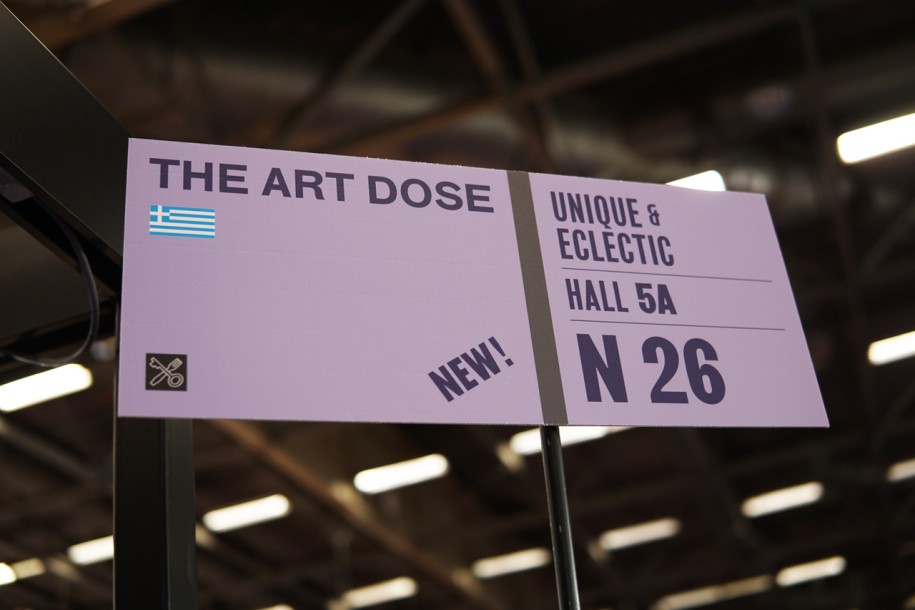 THE ART DOSE
NEW!
UNIQUE &
ECLECTIC
HALL 5A
N 26